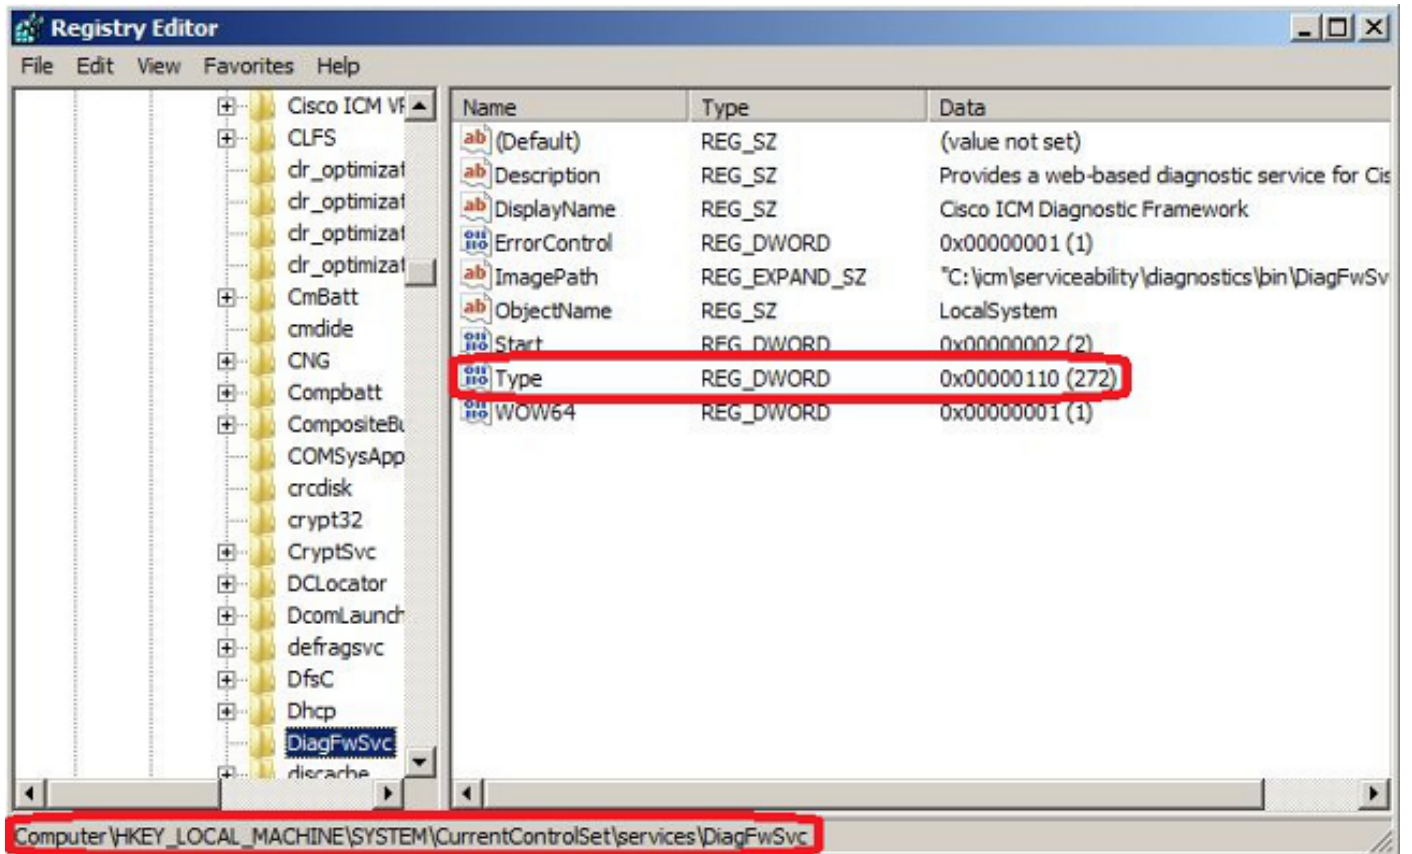 Registry Editor
File Edit View Favorites Help
Cisco ICM
CLFS
clr_optimizat
clr_optimizat
clr_optimizat
clr_optimizat
CmBatt
cmdide
CNG
Compbatt
CompositeBu
COMSysApp
crcdisk
crypt32
CryptSvc
DCLocator
DcomLaunch
defragsvc
DfsC
Dhcp
DiagFwSvc
discache
Name Type Data
(Default) REG_SZ (value not set)
Description REG_SZ Provides a web-based diagnostic service for Cis
DisplayName REG_SZ Cisco ICM Diagnostic Framework
ErrorControl REG_DWORD 0x00000001 (1)
ImagePath REG_EXPAND_SZ "C:\icm\serviceability\diagnostics\bin\DiagFwSv
ObjectName REG_SZ LocalSystem
Start REG_DWORD 0x00000002 (2)
Type REG_DWORD 0x00000110 (272)
WOW64 REG_DWORD 0x00000001 (1)
Computer\HKEY_LOCAL_MACHINE\SYSTEM\CurrentControlSet\services\DiagFwSvc